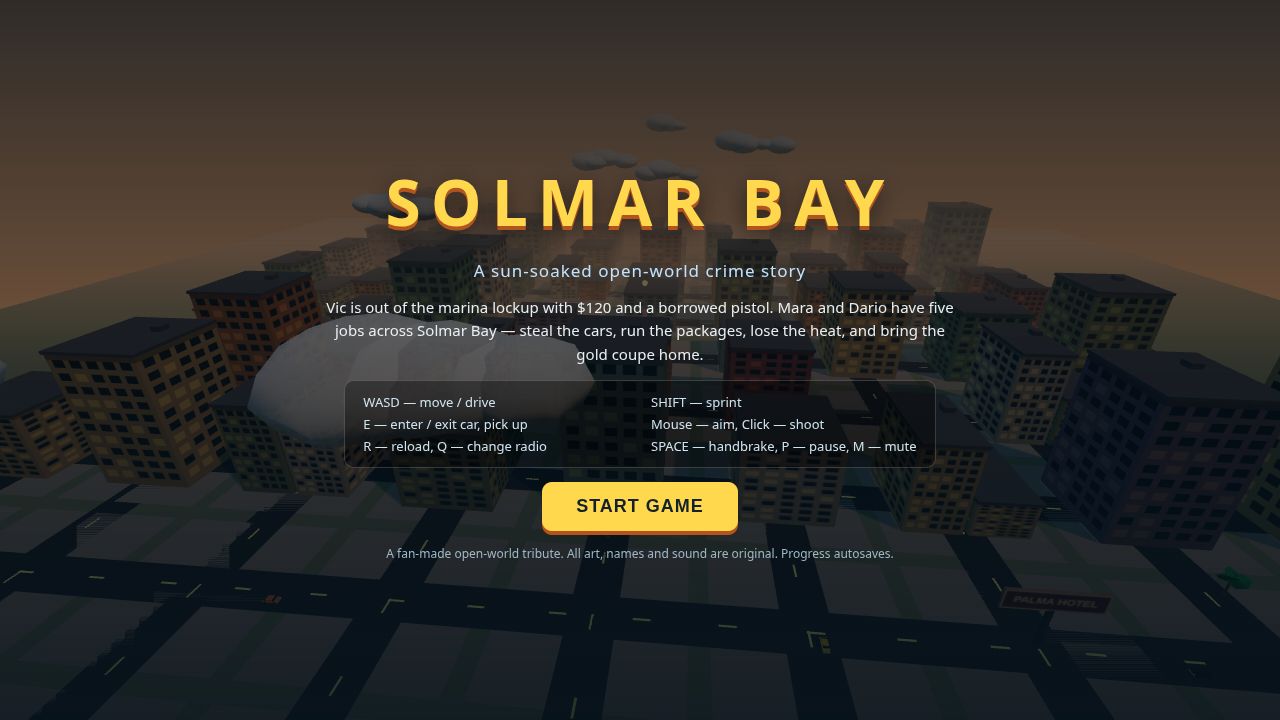 SOLMAR BAY
A sun-soaked open-world crime story
Vic is out of the marina lockup with $120 and a borrowed pistol. Mara and Dario have five
jobs across Solmar Bay — steal the cars, run the packages, lose the heat, and bring the
gold coupe home.
WASD — move / drive
SHIFT — sprint
E — enter / exit car, pick up
Mouse — aim, Click — shoot
R — reload, Q — change radio
SPACE — handbrake, P — pause, M — mute
START GAME
A fan-made open-world tribute. All art, names and sound are original. Progress autosaves.
PALMA HOTEL